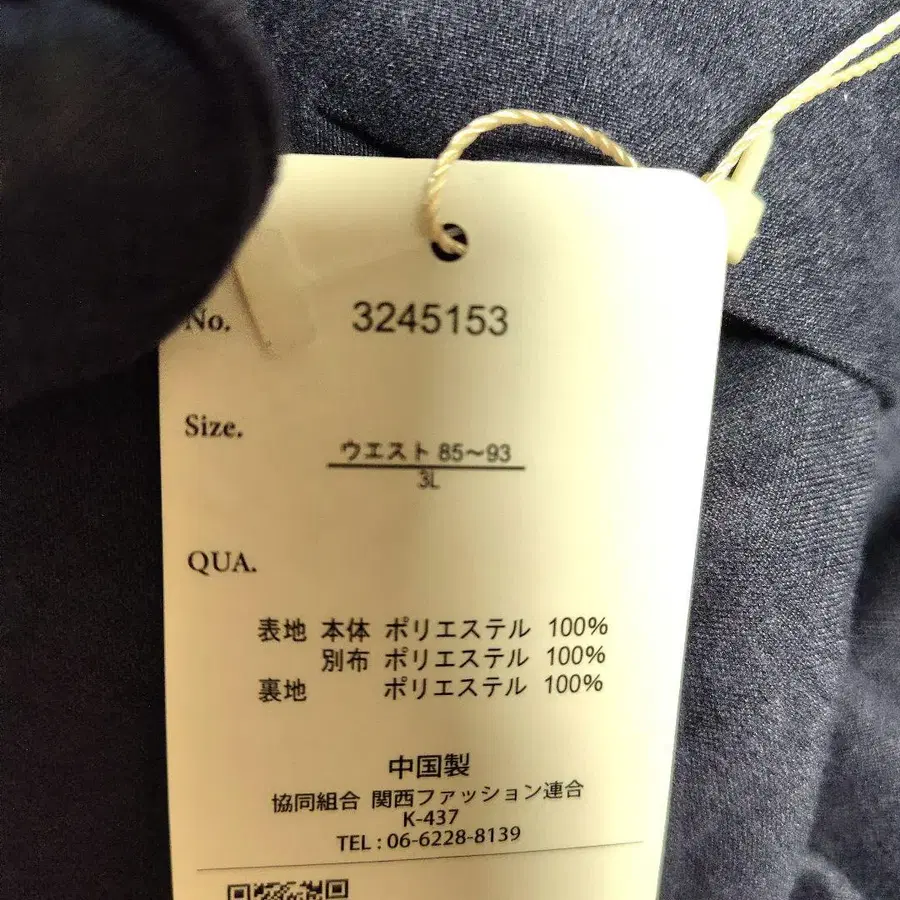 No. 3245153
Size.
ウエスト 85～93
3L
QUA.
表地 本体 ポリエステル 100%
別布 ポリエステル 100%
裏地 ポリエステル 100%
中国製
協同組合 関西ファッション連合
K-437
TEL : 06-6228-8139